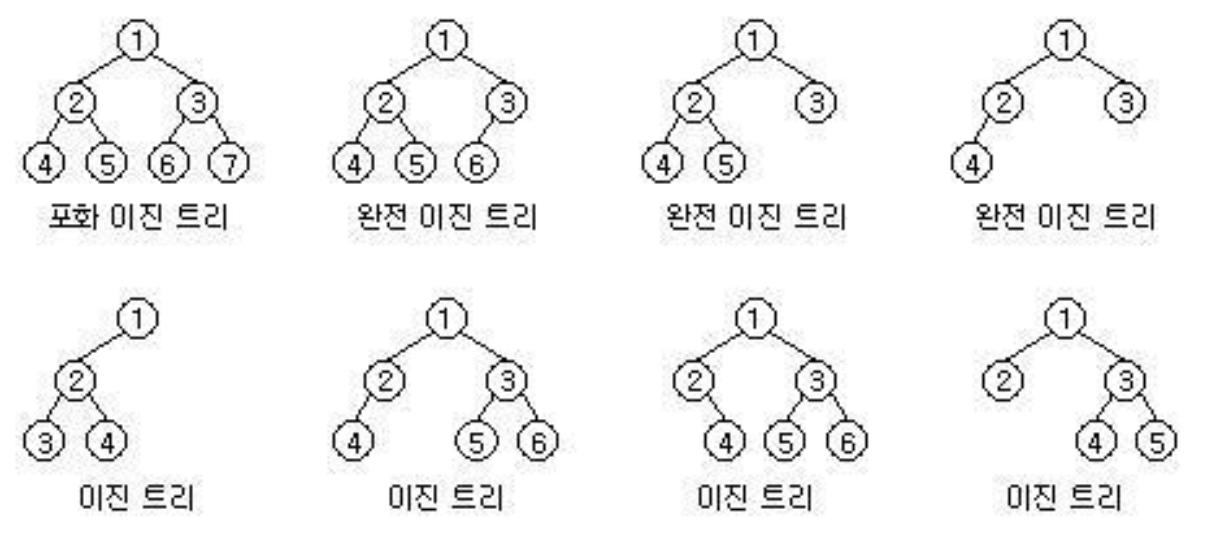 1 1 1 1
2 3 2 3 2 3 2 3
4 5 6 7 4 5 6 4 5 4
포화 이진 트리 완전 이진 트리 완전 이진 트리 완전 이진 트리
1 1 1 1
2 2 3 2 3 2 3
3 4 4 5 6 4 5 6 4 5
이진 트리 이진 트리 이진 트리 이진 트리